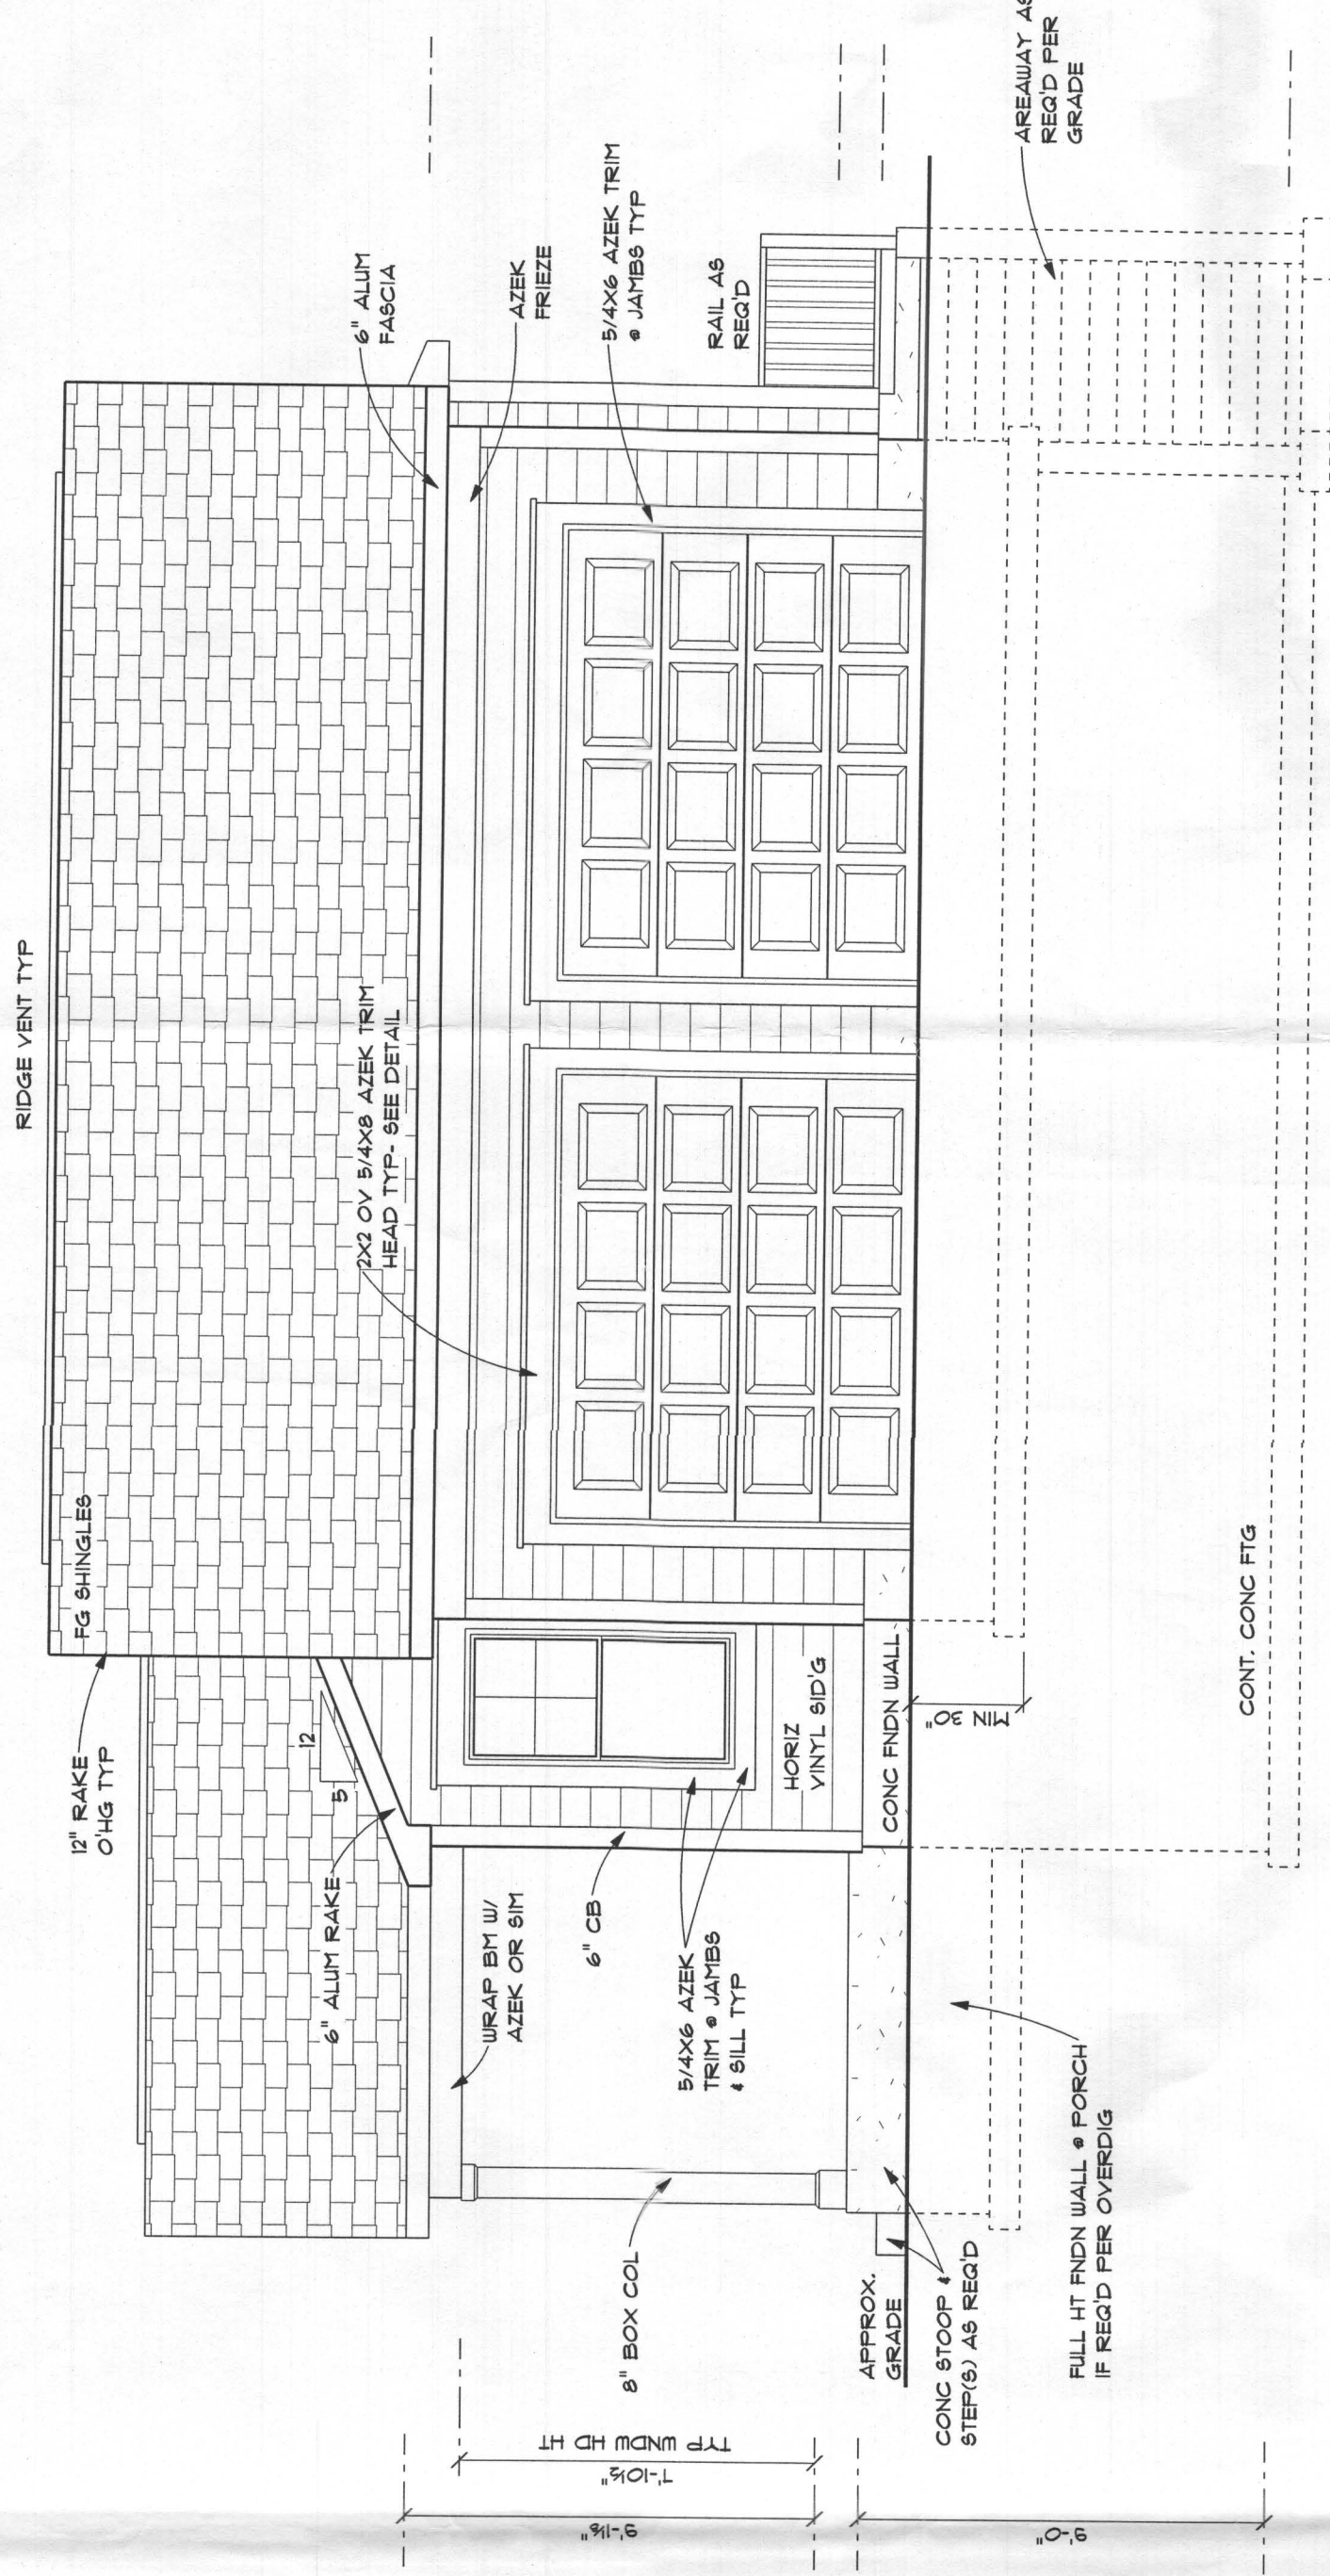 RIDGE VENT TYP
FG SHINGLES
12" RAKE
O'HG TYP
12
5
6" ALUM RAKE
2X2 OV 5/4X8 AZEK TRIM
HEAD TYP- SEE DETAIL
6" ALUM
FASCIA
AZEK
FRIEZE
5/4X6 AZEK TRIM
@ JAMBS TYP
RAIL AS
REQ'D
WRAP BM W/
AZEK OR SIM
6" CB
5/4X6 AZEK
TRIM @ JAMBS
& SILL TYP
HORIZ
VINYL SID'G
8" BOX COL
CONC FNDN WALL
MIN 30"
APPROX.
GRADE
CONC STOOP &
STEP(S) AS REQ'D
FULL HT FNDN WALL @ PORCH
IF REQ'D PER OVERDIG
CONT. CONC FTG
AREAWAY AS
REQ'D PER
GRADE
TYP WNDW HD HT
7'-10½"
9'-1⅛"
9'-0"